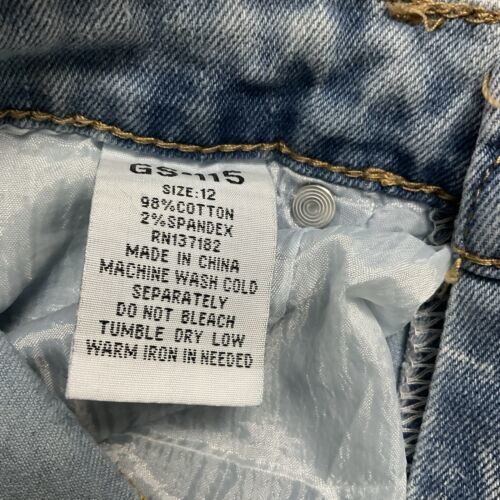 GS-115
SIZE:12
98%COTTON
2%SPANDEX
RN137182
MADE IN CHINA
MACHINE WASH COLD
SEPARATELY
DO NOT BLEACH
TUMBLE DRY LOW
WARM IRON IN NEEDED